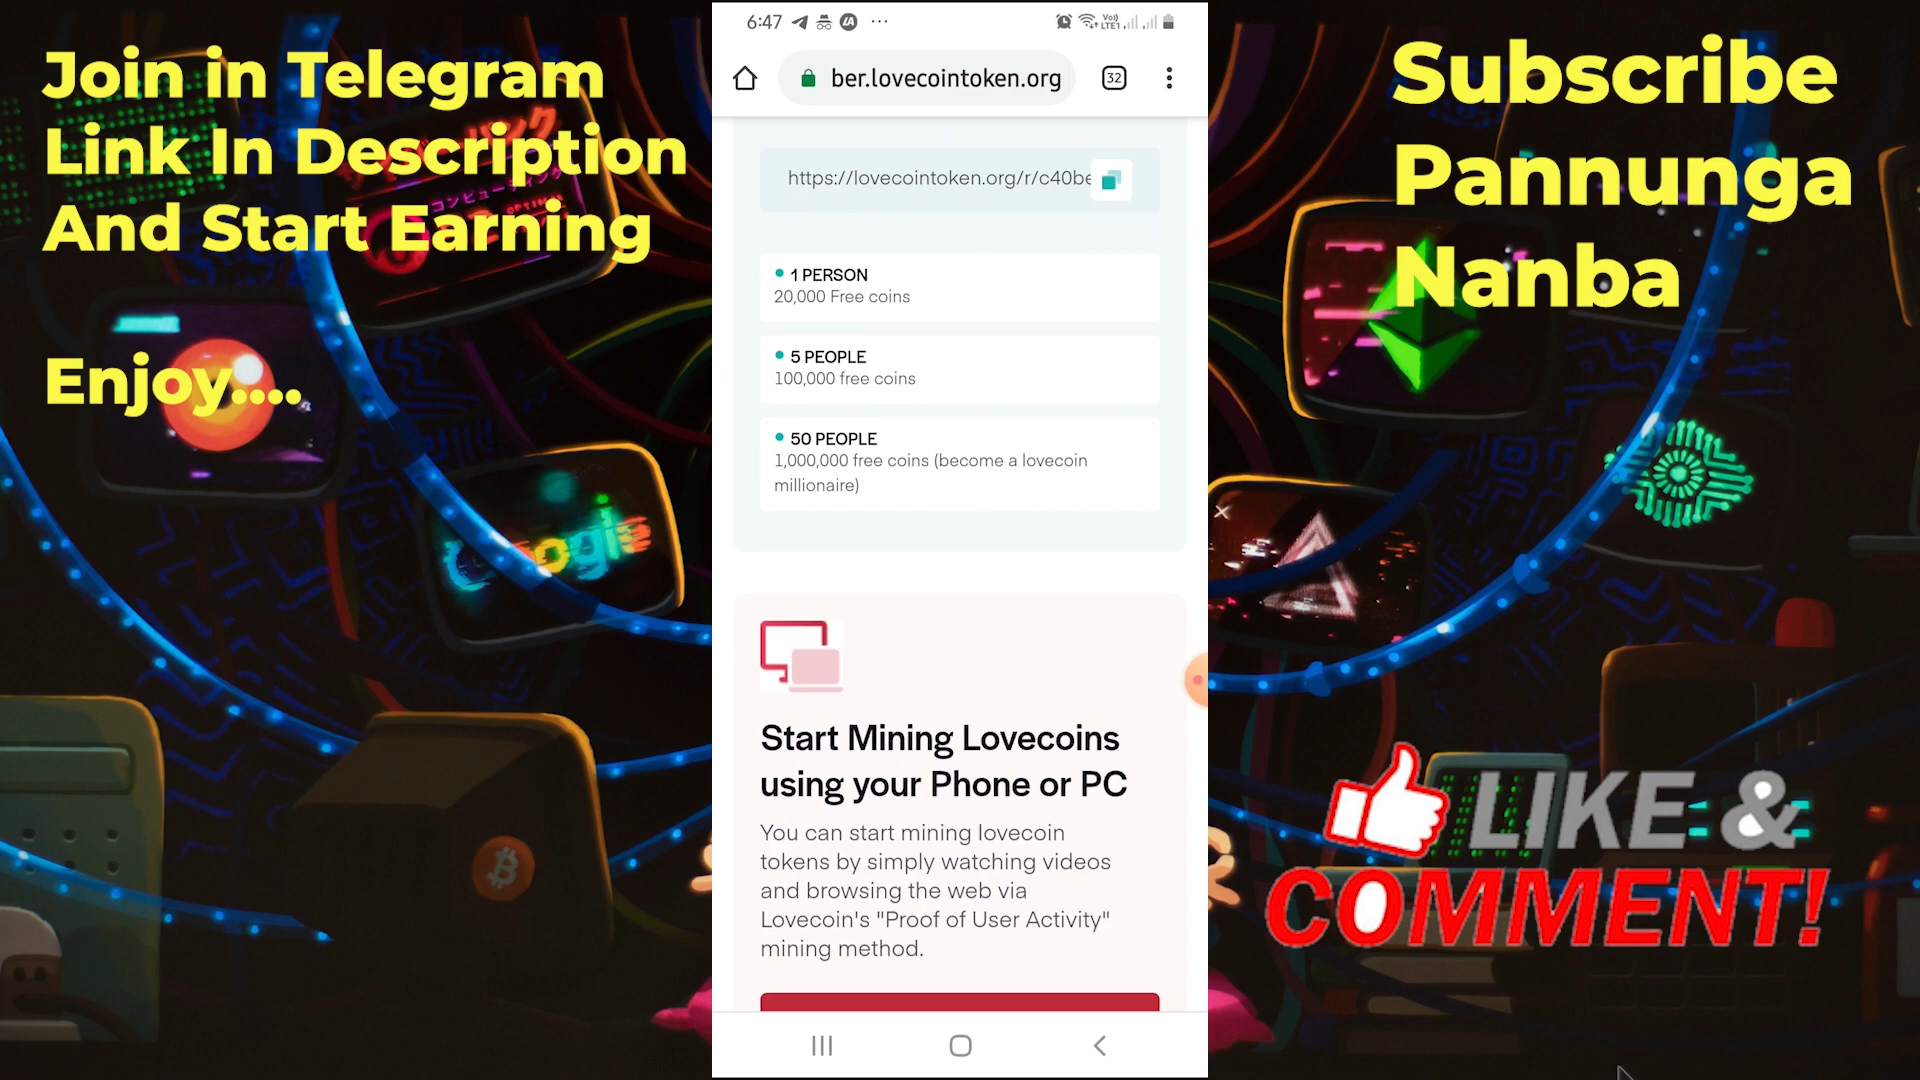 Join in Telegram
Link In Description
And Start Earning
Enjoy....
6:47
Vo)
LTE1
ber.lovecointoken.org
32
https://lovecointoken.org/r/c40be
1 PERSON
20,000 Free coins
5 PEOPLE
100,000 free coins
50 PEOPLE
1,000,000 free coins (become a lovecoin
millionaire)
Start Mining Lovecoins
using your Phone or PC
You can start mining lovecoin
tokens by simply watching videos
and browsing the web via
Lovecoin's "Proof of User Activity"
mining method.
Subscribe
Pannunga
Nanba
LIKE &
COMMENT!
Google